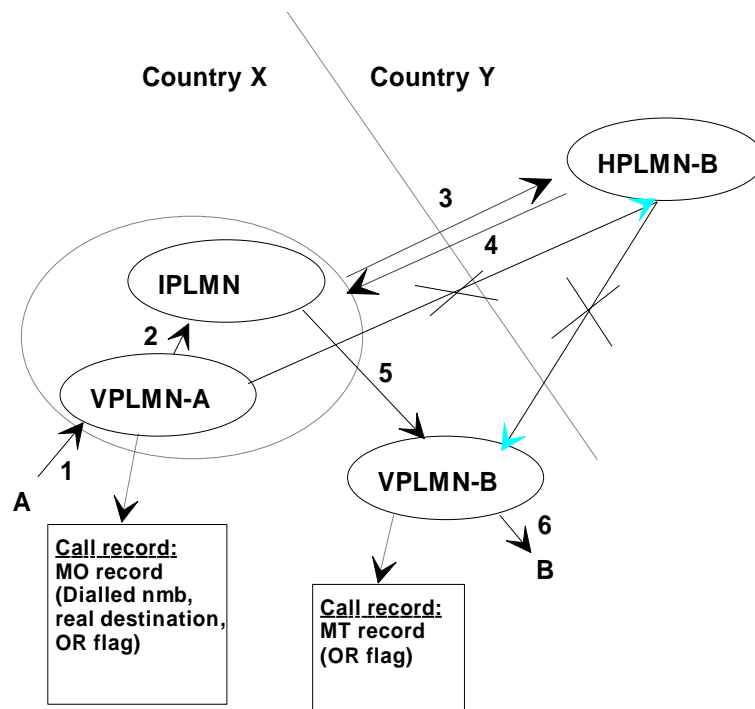 Country X
Country Y
HPLMN-B
3
4
IPLMN
2
5
VPLMN-A
1
A
VPLMN-B
6
B
Call record:
MO record
(Dialled nmb,
real destination,
OR flag)
Call record:
MT record
(OR flag)